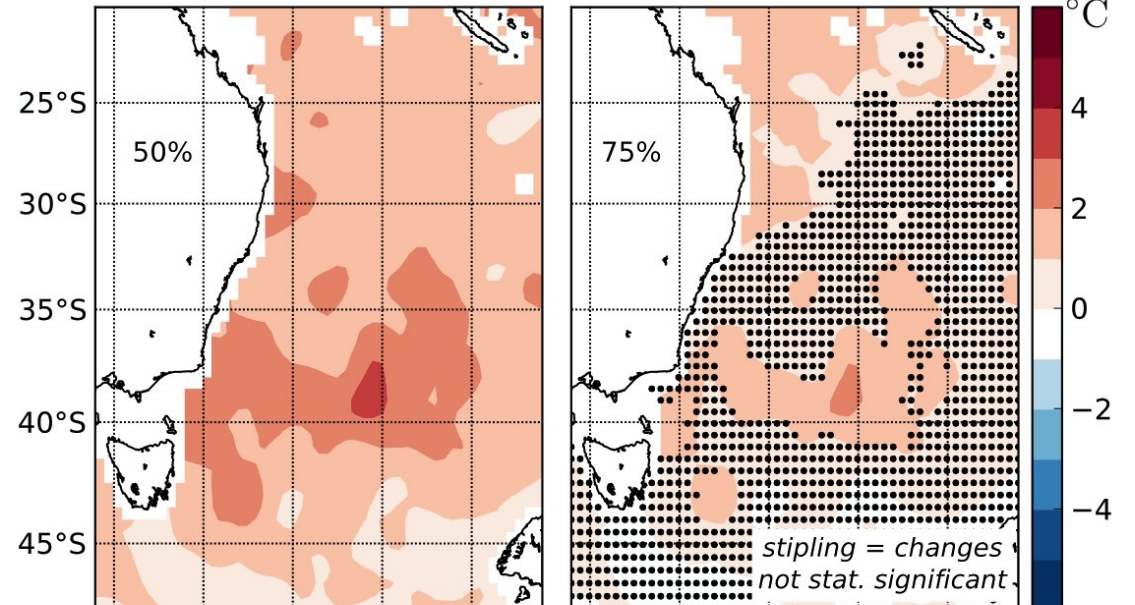 °C
25°S
30°S
35°S
40°S
45°S
50%
75%
4
2
0
−2
−4
stipling = changes
not stat. significant